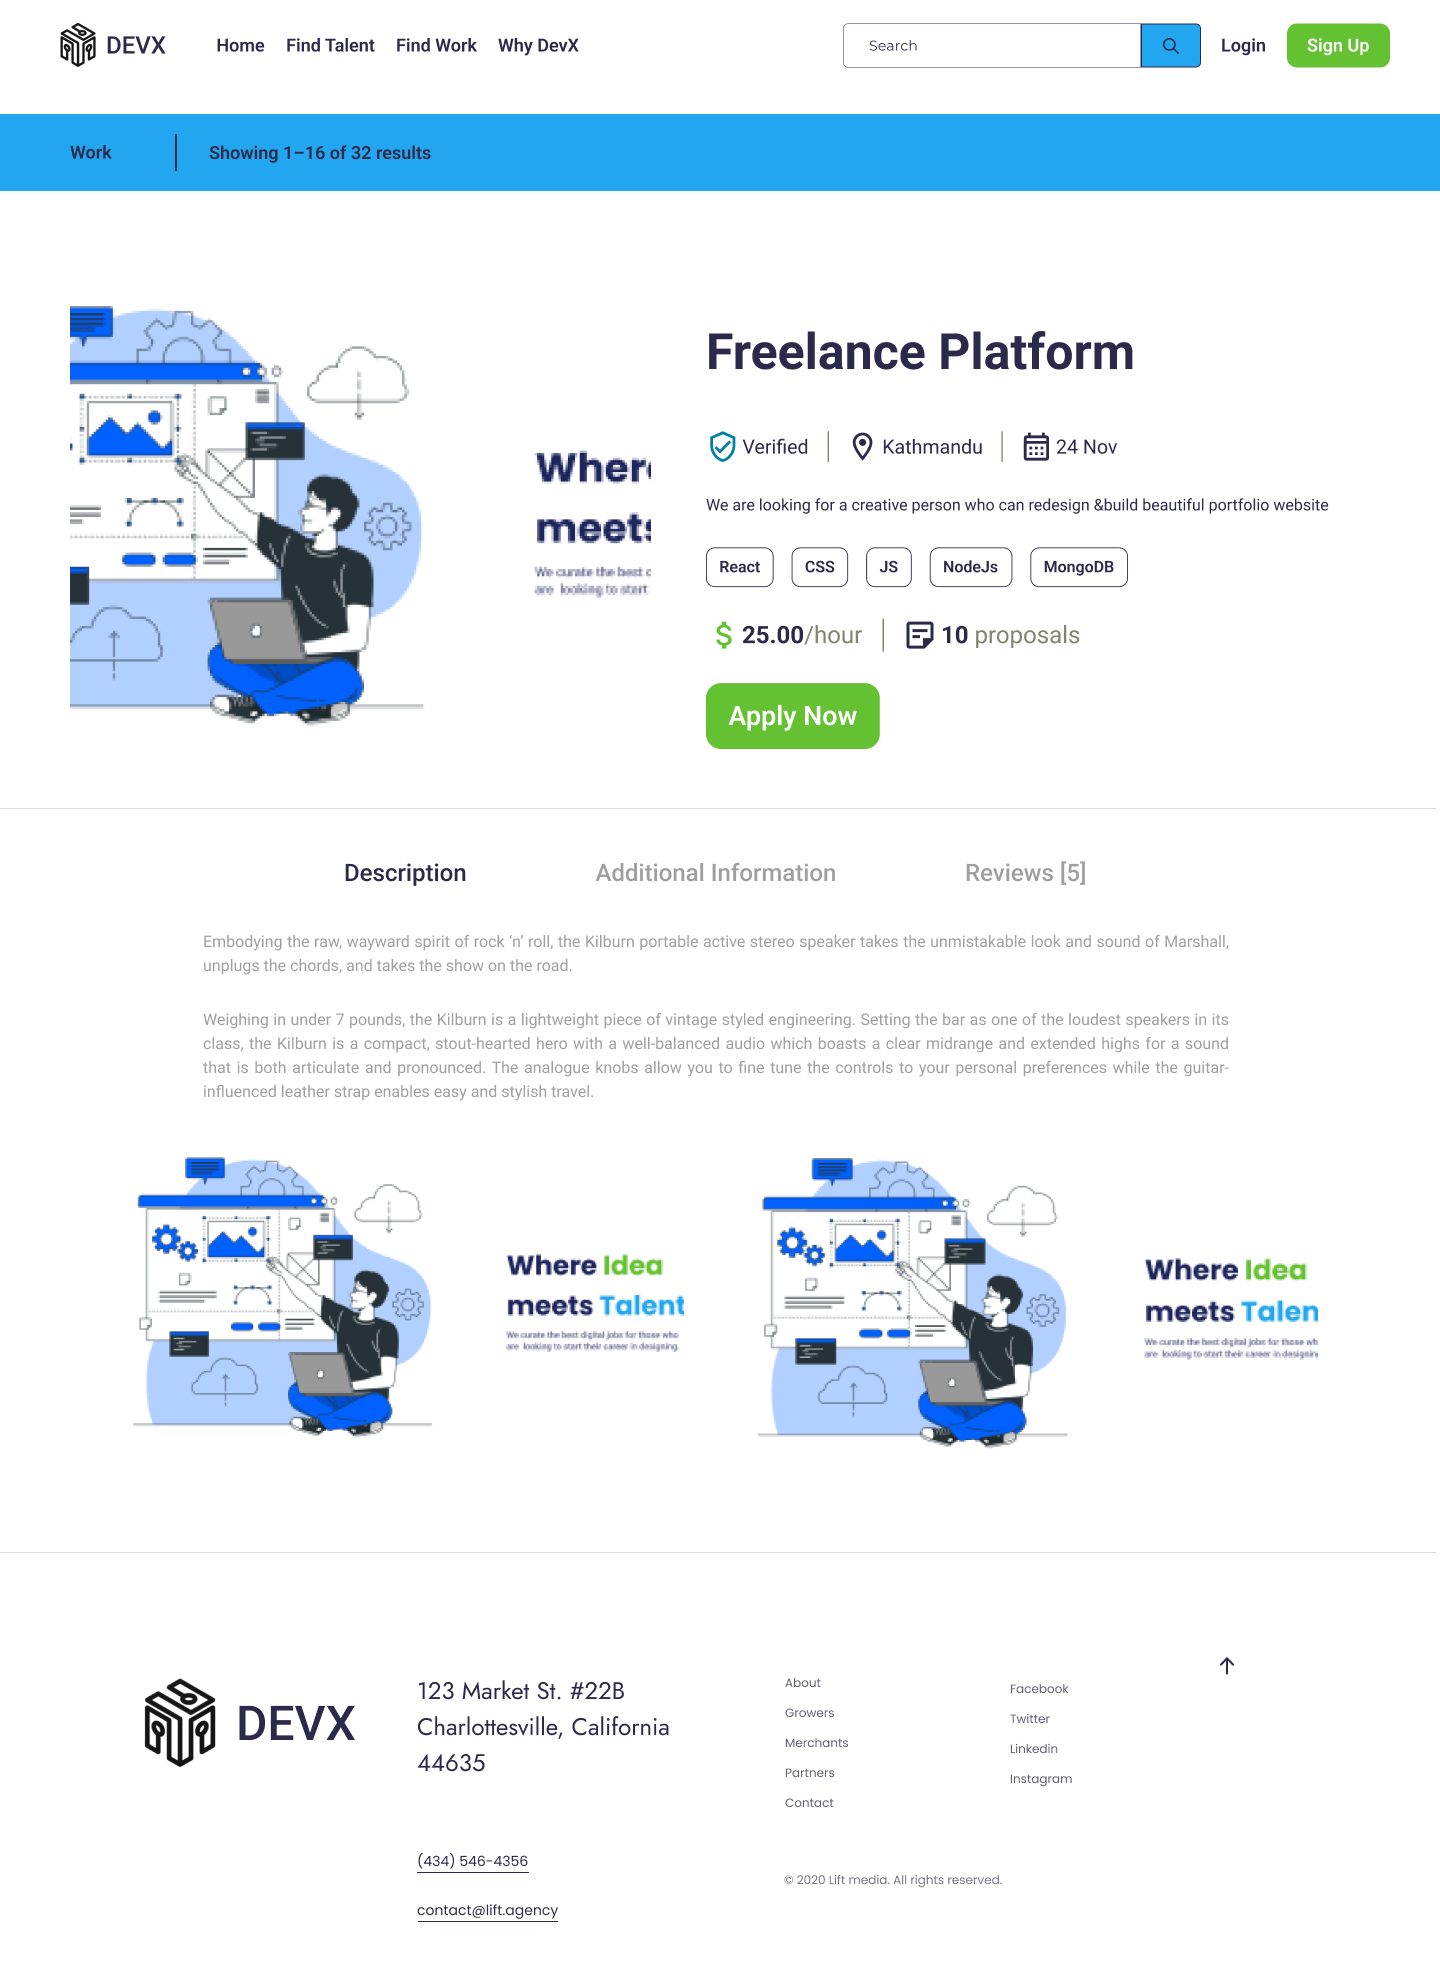 DEVX
Home
Find Talent
Find Work
Why DevX
Search
Login
Sign Up
Work
Showing 1–16 of 32 results
Wher
meets
We curate the best
are looking to start
Freelance Platform
Verified
Kathmandu
24 Nov
We are looking for a creative person who can redesign &build beautiful portfolio website
React
CSS
JS
NodeJs
MongoDB
$ 25.00/hour
10 proposals
Apply Now
Description
Additional Information
Reviews [5]
Embodying the raw, wayward spirit of rock ‘n’ roll, the Kilburn portable active stereo speaker takes the unmistakable look and sound of Marshall,
unplugs the chords, and takes the show on the road.
Weighing in under 7 pounds, the Kilburn is a lightweight piece of vintage styled engineering. Setting the bar as one of the loudest speakers in its
class, the Kilburn is a compact, stout-hearted hero with a well-balanced audio which boasts a clear midrange and extended highs for a sound
that is both articulate and pronounced. The analogue knobs allow you to fine tune the controls to your personal preferences while the guitar-
influenced leather strap enables easy and stylish travel.
Where Idea
meets Talent
We curate the best digital jobs for those who
are looking to start their career in designing.
Where Idea
meets Talen
We curate the best digital jobs for those wh
are looking to start their career in designin
DEVX
123 Market St. #22B
Charlottesville, California
44635
(434) 546-4356
contact@lift.agency
About
Growers
Merchants
Partners
Contact
Facebook
Twitter
Linkedin
Instagram
© 2020 Lift media. All rights reserved.